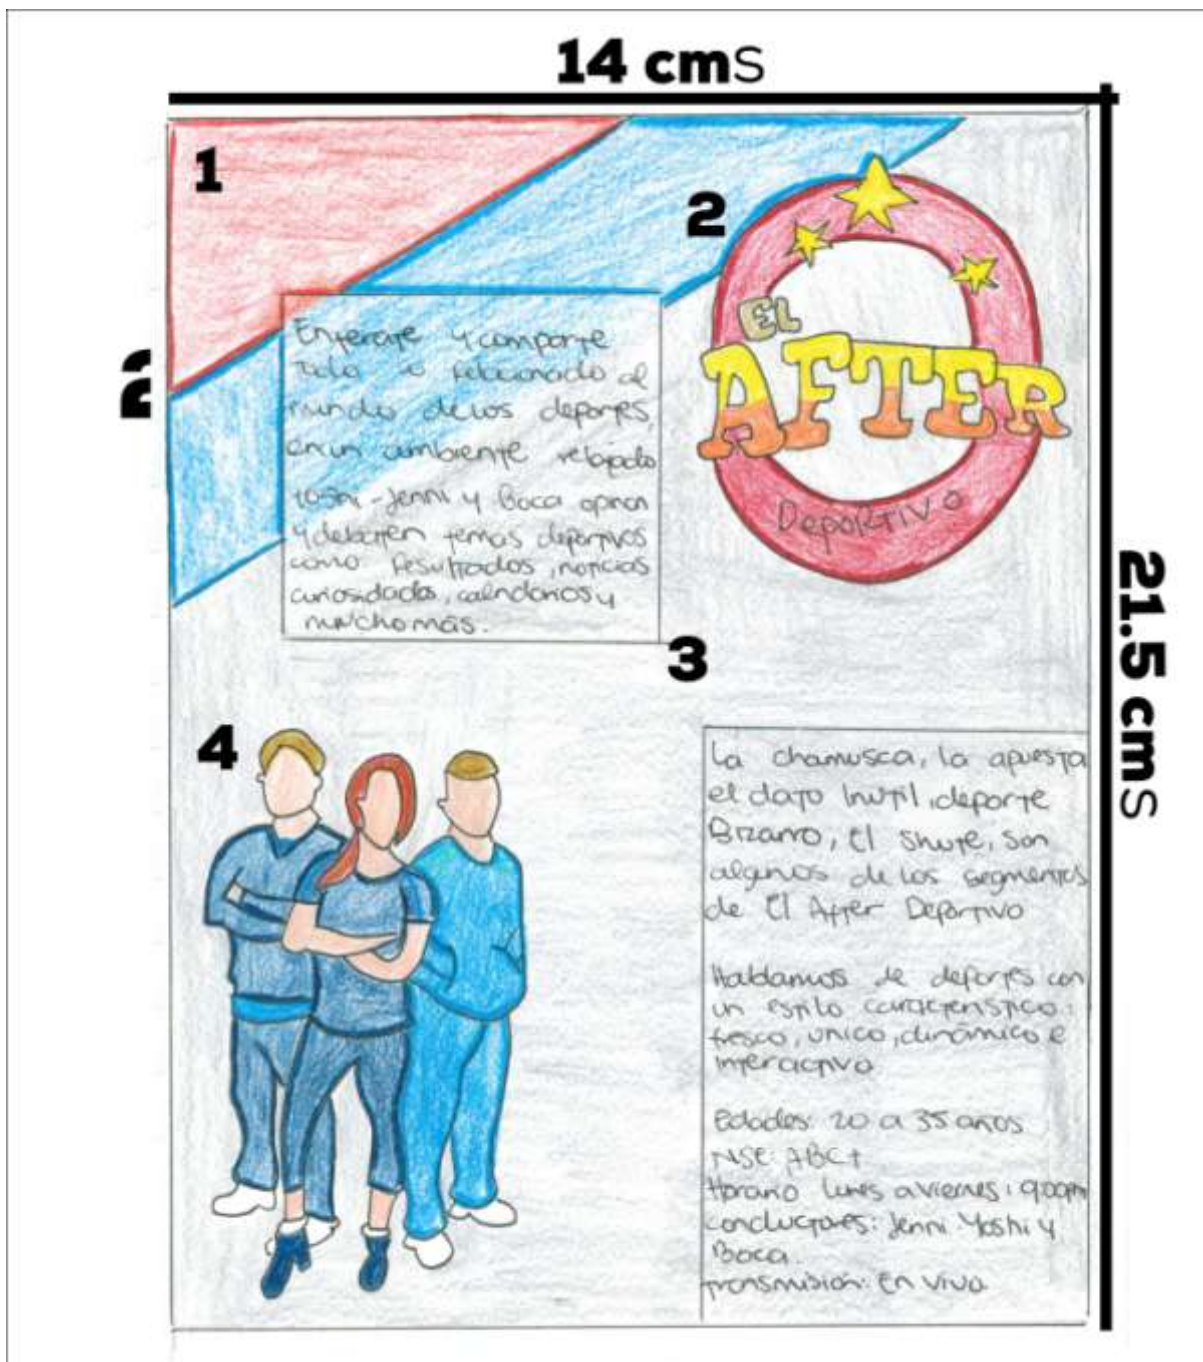 14 cms
1
2
EL
AFTER
Deportivo
2
Enterate y comparte
Todo lo relacionado al
mundo de los deportes,
en un ambiente relajado
Yoshi - Jenni y Boca opinan
y debaten temas deportivos
como Resultados, noticias
curiosidades, calendarios y
mucho más.
3
21.5 cms
4
La chamusca, la apuesta
el dato Inutil, deporte
Bizarro, El Shute, Son
algunos de los segmentos
de El After Deportivo
Hablamos de deportes con
un estilo caracteristico:
fresco, unico, dinámico e
interactivo
Edades: 20 a 35 años
NSE: ABC+
Horario lunes a viernes: 9:00pm
conductores: Jenni Yoshi y
Boca.
transmisión: En vivo